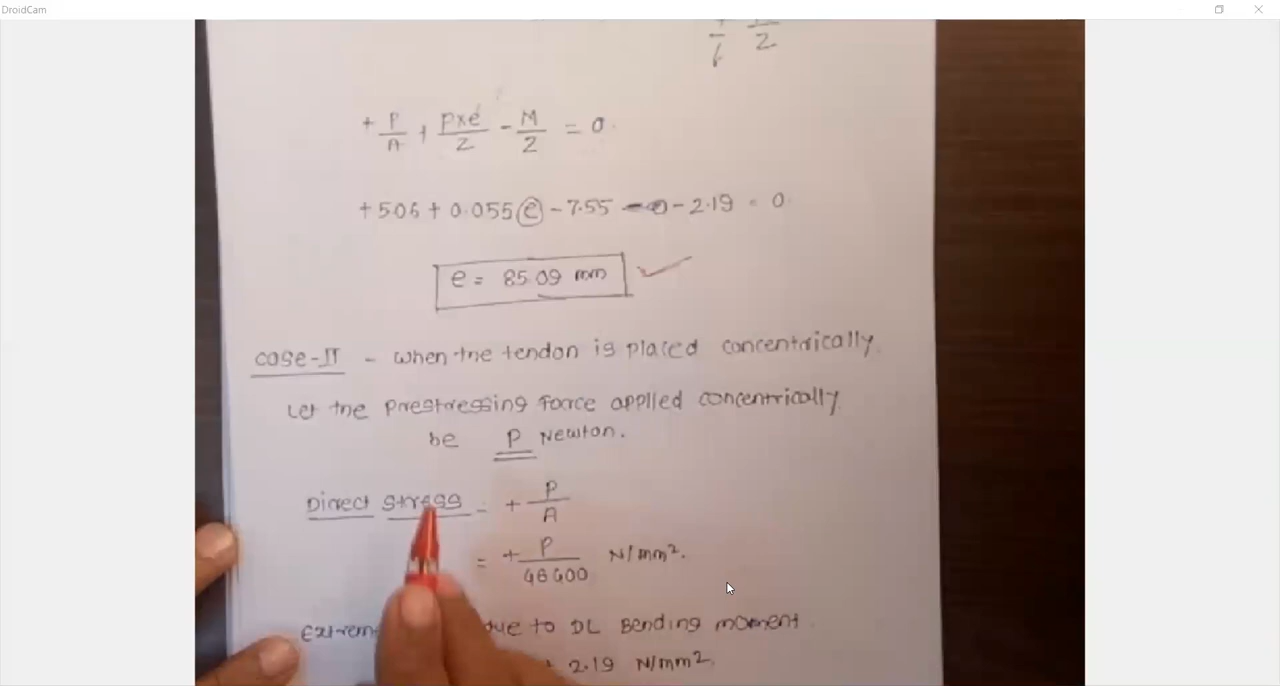 DroidCam
+ P/A + P×e/Z - M/Z = 0
+ 5.06 + 0.055 e - 7.55 - 0 - 2.19 = 0
e = 85.09 mm
Case-II - When the tendon is placed concentrically.
Let the Prestressing force applied concentrically
be P Newton.
Direct stress = + P/A
= + P/46400 N/mm².
due to DL Bending moment.
2.19 N/mm².